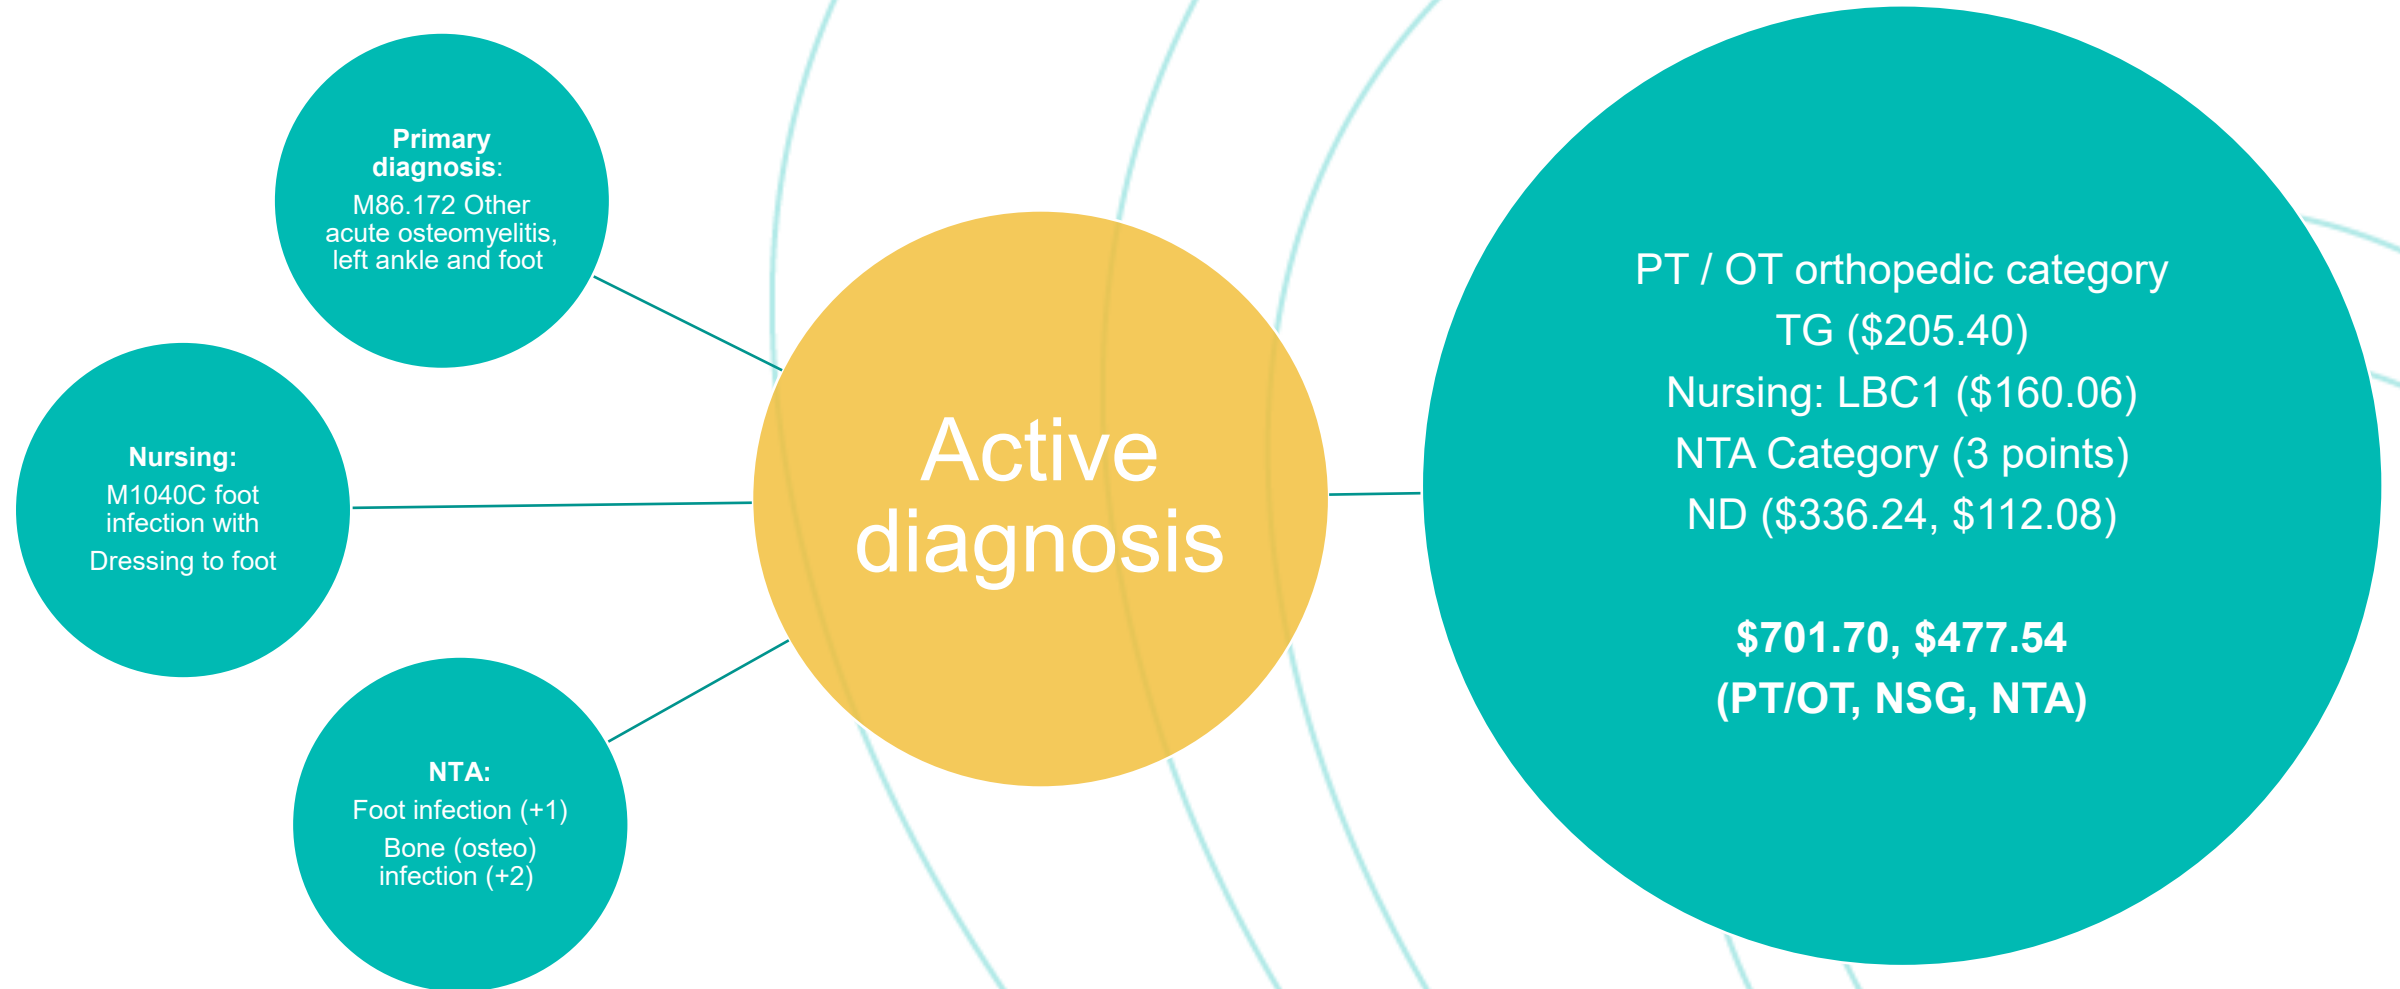 Primary
diagnosis:
M86.172 Other
acute osteomyelitis,
left ankle and foot
Nursing:
M1040C foot
infection with
Dressing to foot
NTA:
Foot infection (+1)
Bone (osteo)
infection (+2)
Active
diagnosis
PT / OT orthopedic category
TG ($205.40)
Nursing: LBC1 ($160.06)
NTA Category (3 points)
ND ($336.24, $112.08)
$701.70, $477.54
(PT/OT, NSG, NTA)